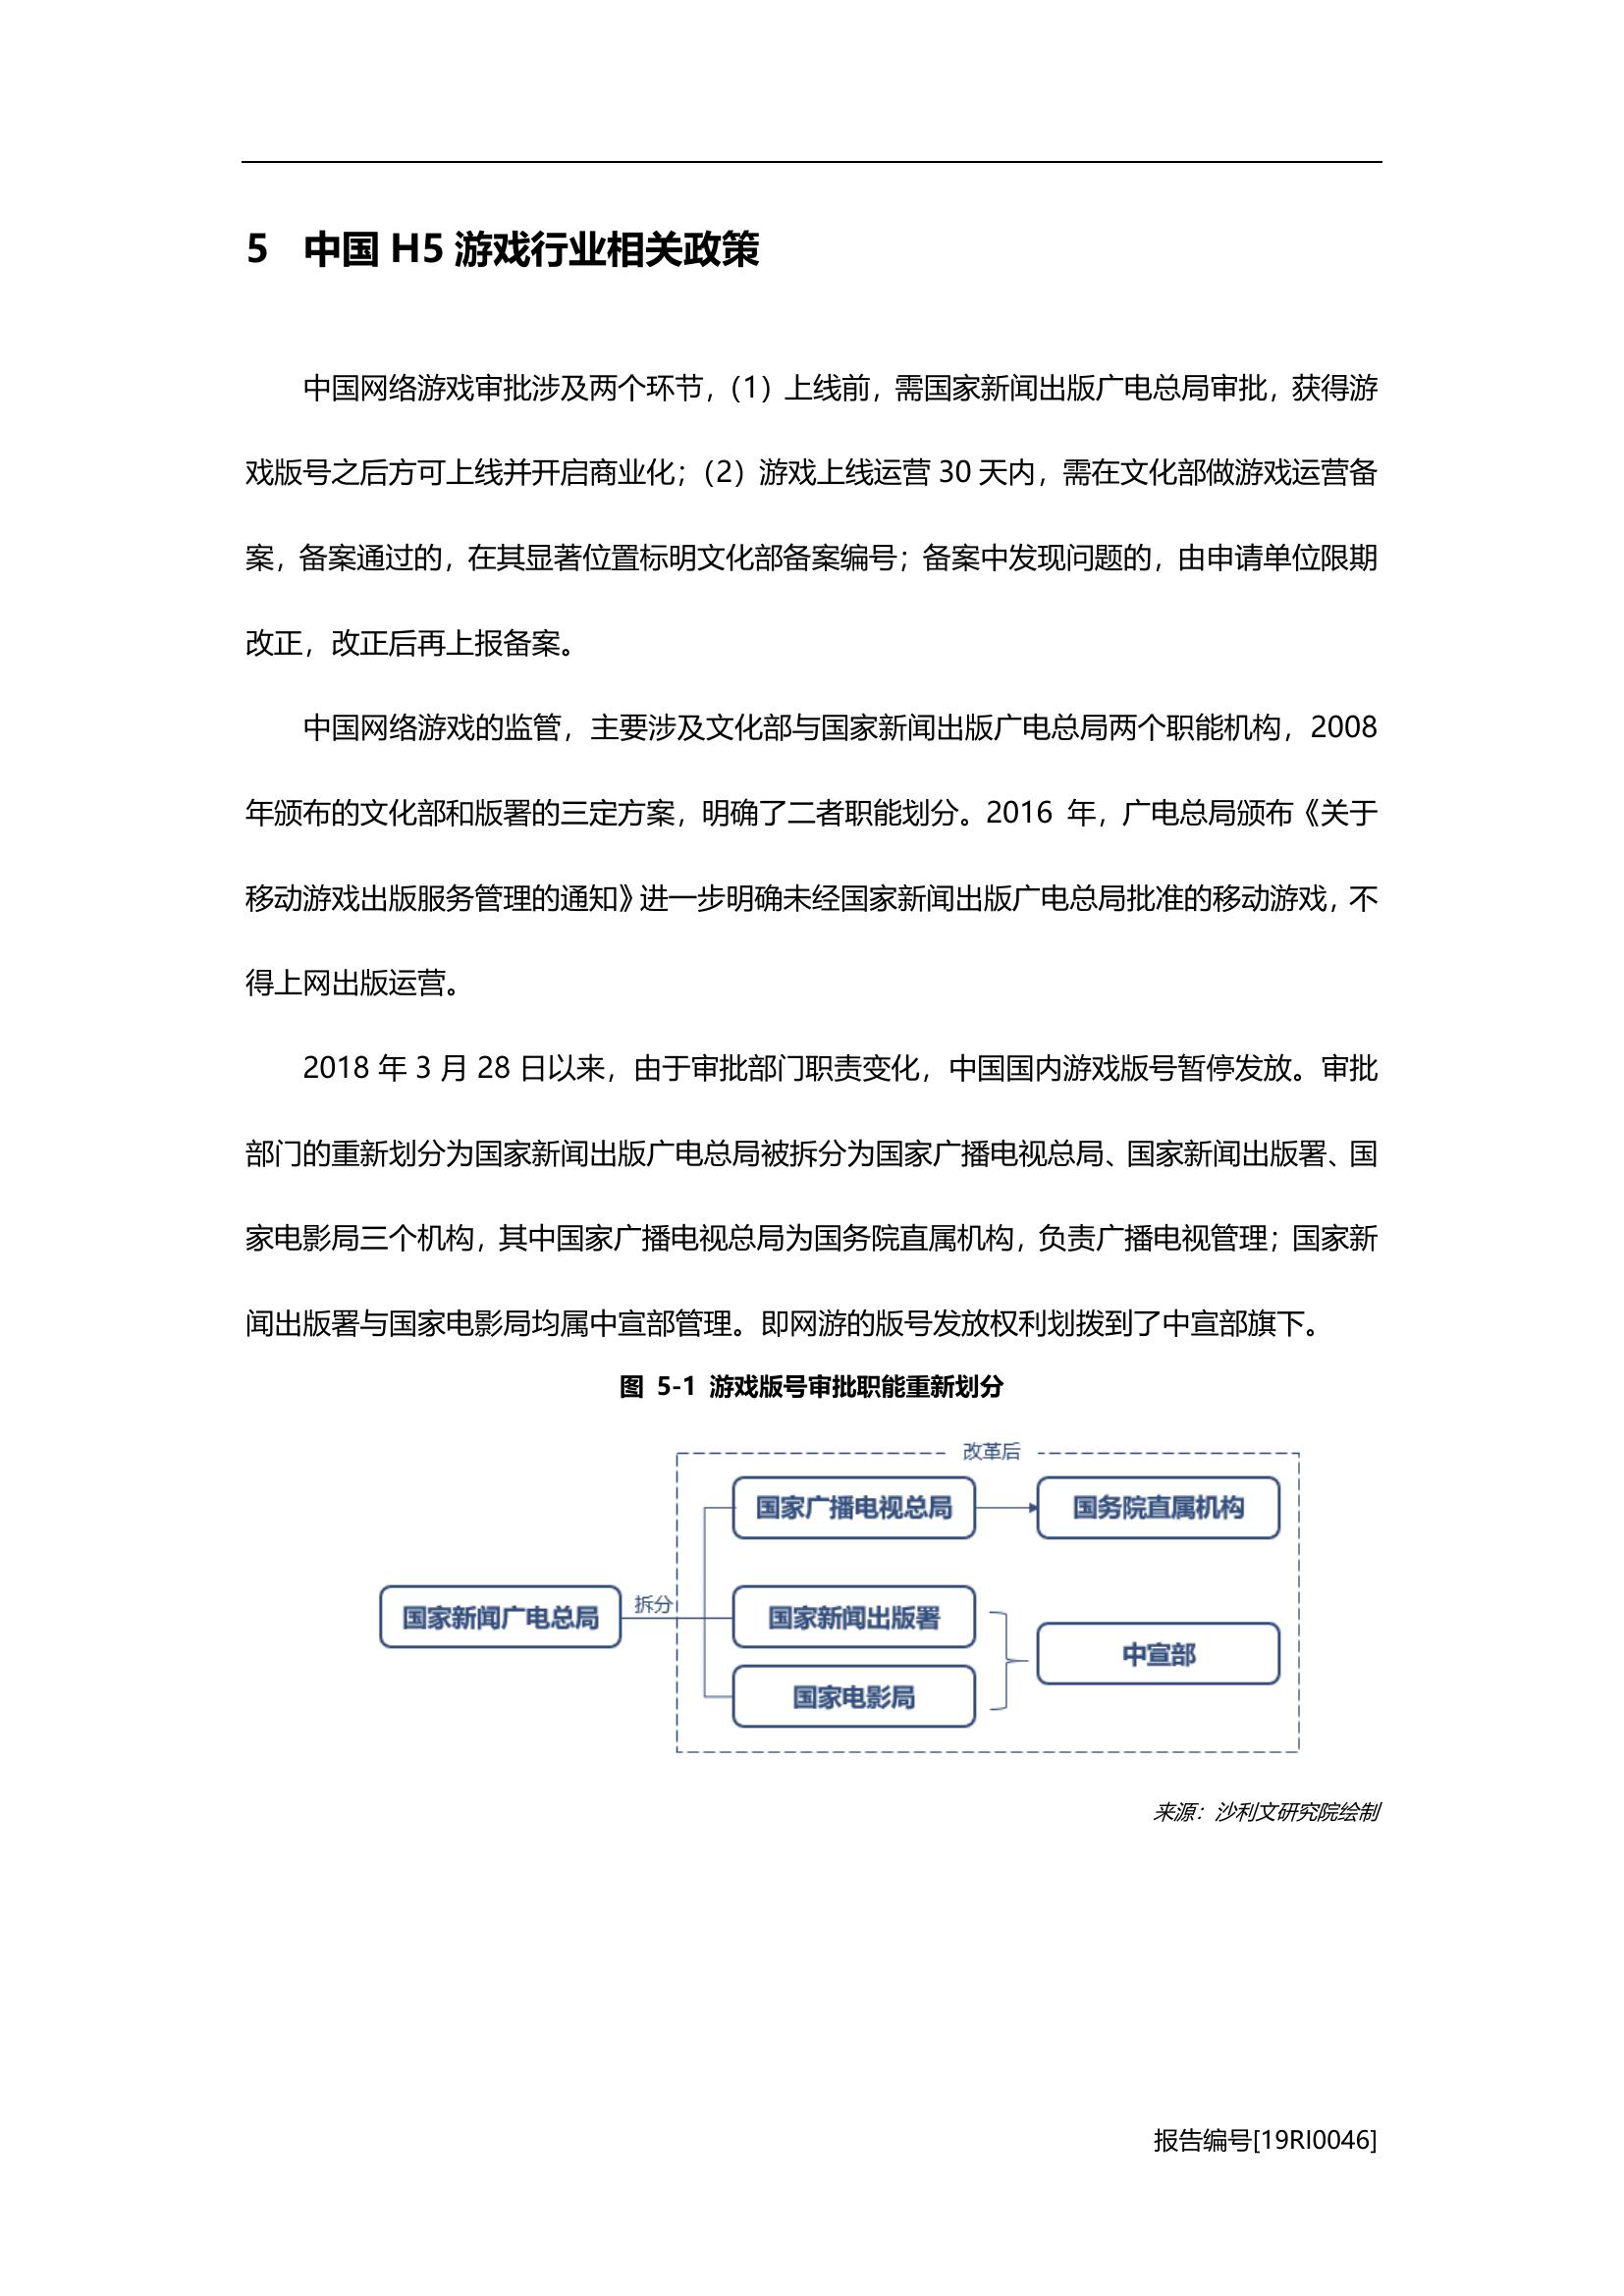 5 中国 H5 游戏行业相关政策
中国网络游戏审批涉及两个环节，（1）上线前，需国家新闻出版广电总局审批，获得游
戏版号之后方可上线并开启商业化；（2）游戏上线运营 30 天内，需在文化部做游戏运营备
案，备案通过的，在其显著位置标明文化部备案编号；备案中发现问题的，由申请单位限期
改正，改正后再上报备案。
中国网络游戏的监管，主要涉及文化部与国家新闻出版广电总局两个职能机构，2008
年颁布的文化部和版署的三定方案，明确了二者职能划分。2016 年，广电总局颁布《关于
移动游戏出版服务管理的通知》进一步明确未经国家新闻出版广电总局批准的移动游戏，不
得上网出版运营。
2018 年 3 月 28 日以来，由于审批部门职责变化，中国国内游戏版号暂停发放。审批
部门的重新划分为国家新闻出版广电总局被拆分为国家广播电视总局、国家新闻出版署、国
家电影局三个机构，其中国家广播电视总局为国务院直属机构，负责广播电视管理；国家新
闻出版署与国家电影局均属中宣部管理。即网游的版号发放权利划拨到了中宣部旗下。
图 5-1 游戏版号审批职能重新划分
改革后
国家广播电视总局
国务院直属机构
国家新闻广电总局
拆分
国家新闻出版署
中宣部
国家电影局
来源：沙利文研究院绘制
报告编号[19RI0046]